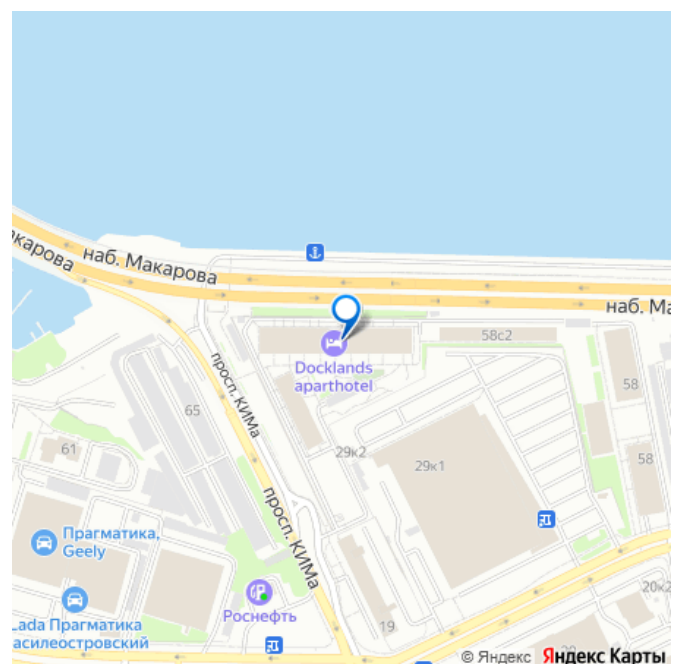 макарова
наб. Макарова
наб. Ма
58с2
Docklands
aparthotel
просп. КИМа
58
65
29к2
29к1
58
61
просп. КИМа
Прагматика,
Geely
Роснефть
20к2
Lada Прагматика
асилеостровский
19
20
© Яндекс Яндекс Карты